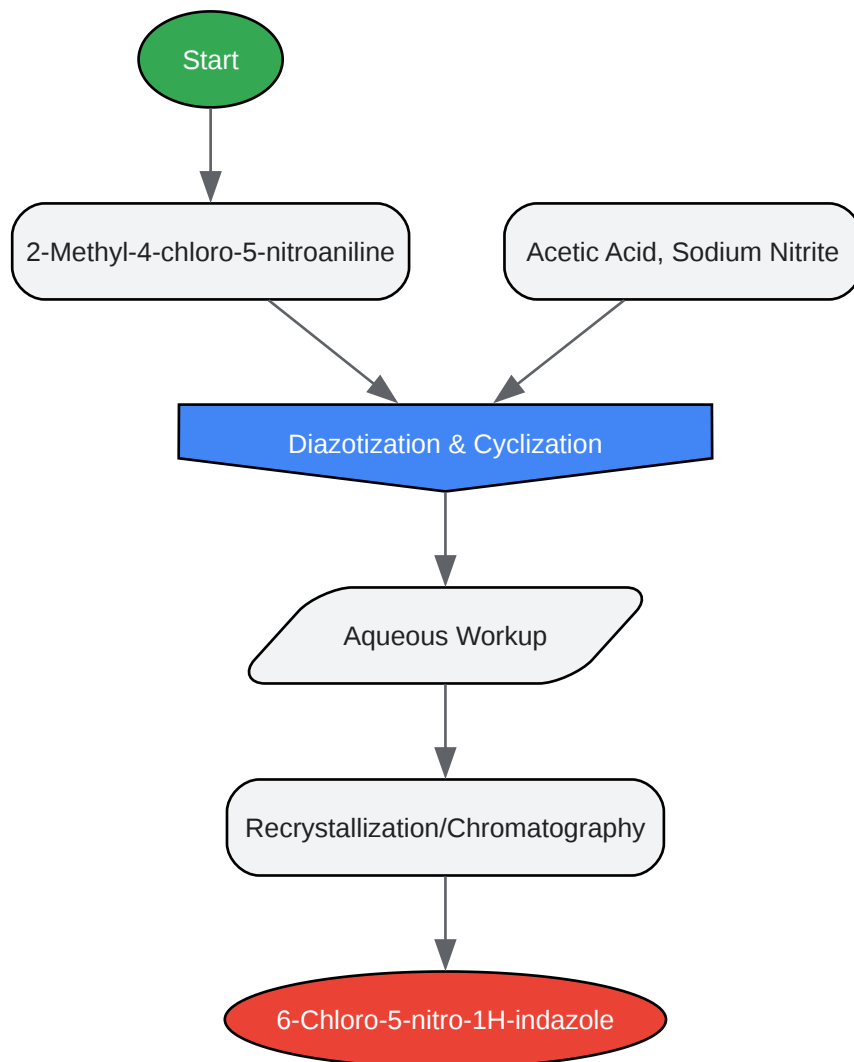 Start
2-Methyl-4-chloro-5-nitroaniline
Acetic Acid, Sodium Nitrite
Diazotization & Cyclization
Aqueous Workup
Recrystallization/Chromatography
6-Chloro-5-nitro-1H-indazole